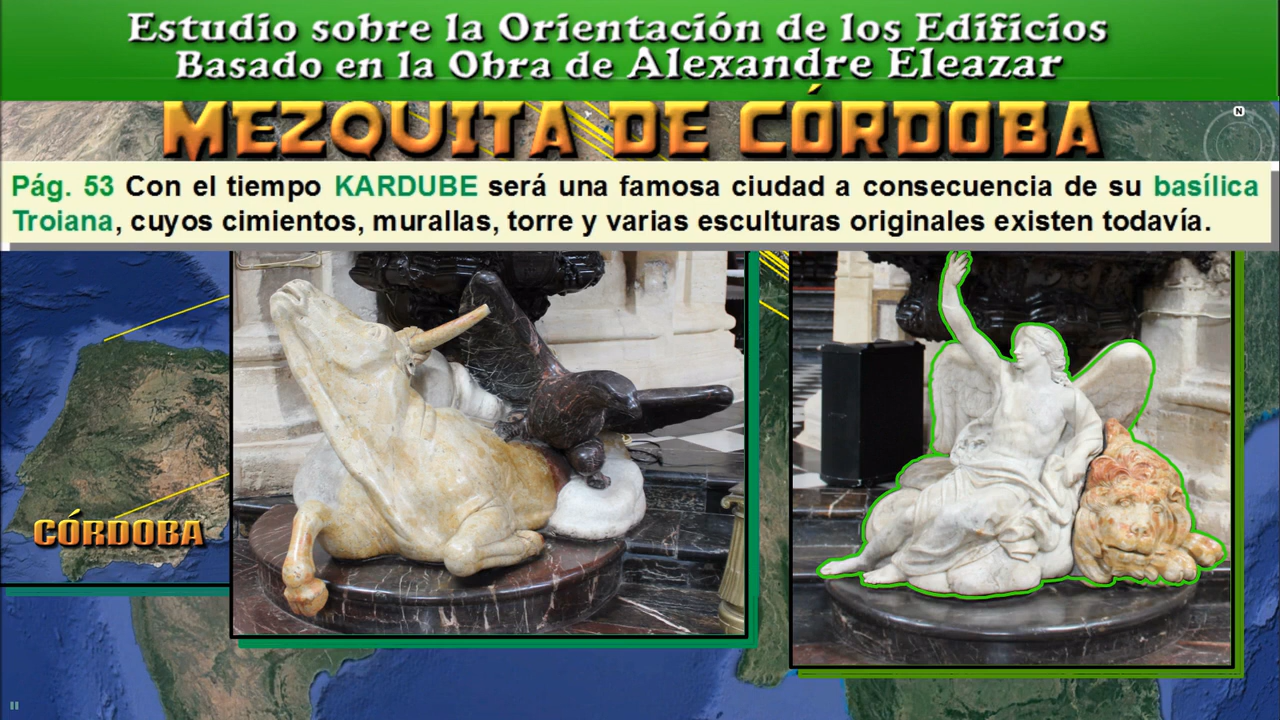 Estudio sobre la Orientación de los Edificios
Basado en la Obra de Alexandre Eleazar
MEZQUITA DE CÓRDOBA
N
Pág. 53 Con el tiempo KARDUBE será una famosa ciudad a consecuencia de su basílica
Troiana, cuyos cimientos, murallas, torre y varias esculturas originales existen todavía.
CÓRDOBA